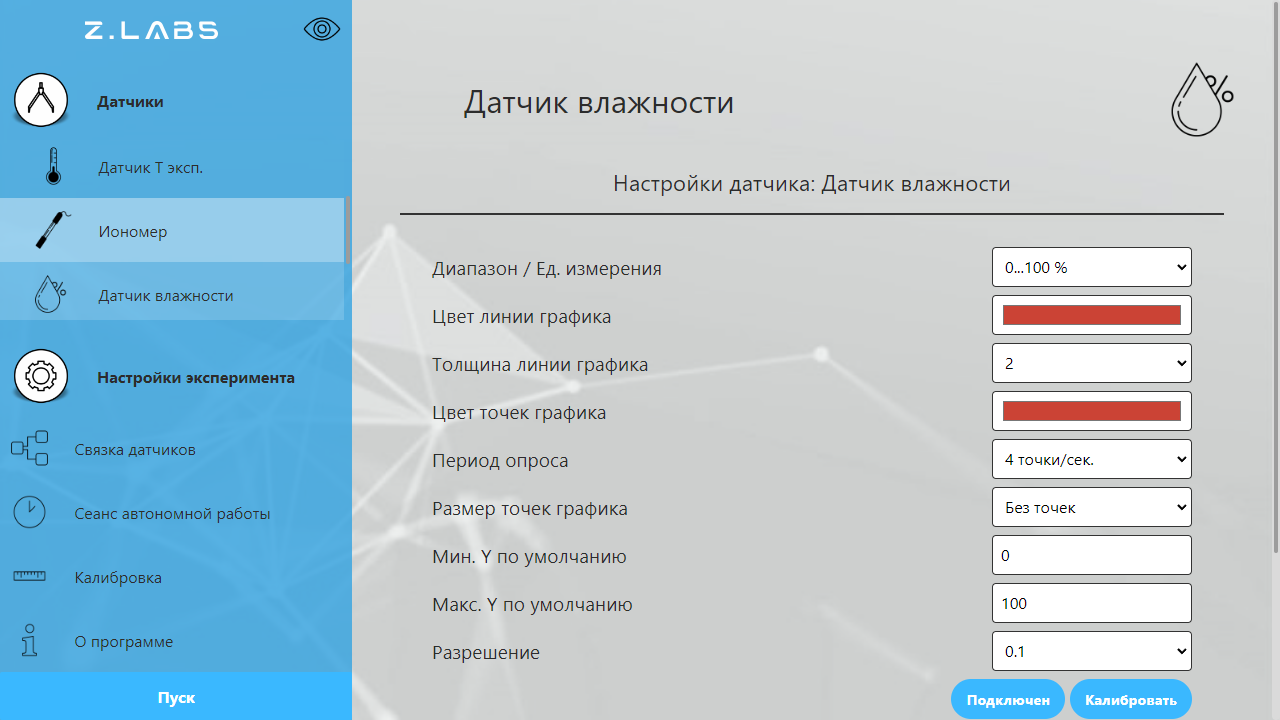 Z.LABS
Датчики
Датчик Т эксп.
Иономер
Датчик влажности
Настройки эксперимента
Связка датчиков
Сеанс автономной работы
Калибровка
О программе
Пуск
Датчик влажности
%
Настройки датчика: Датчик влажности
Диапазон / Ед. измерения 0...100 %
Цвет линии графика
Толщина линии графика 2
Цвет точек графика
Период опроса 4 точки/сек.
Размер точек графика Без точек
Мин. Y по умолчанию 0
Макс. Y по умолчанию 100
Разрешение 0.1
Подключен Калибровать